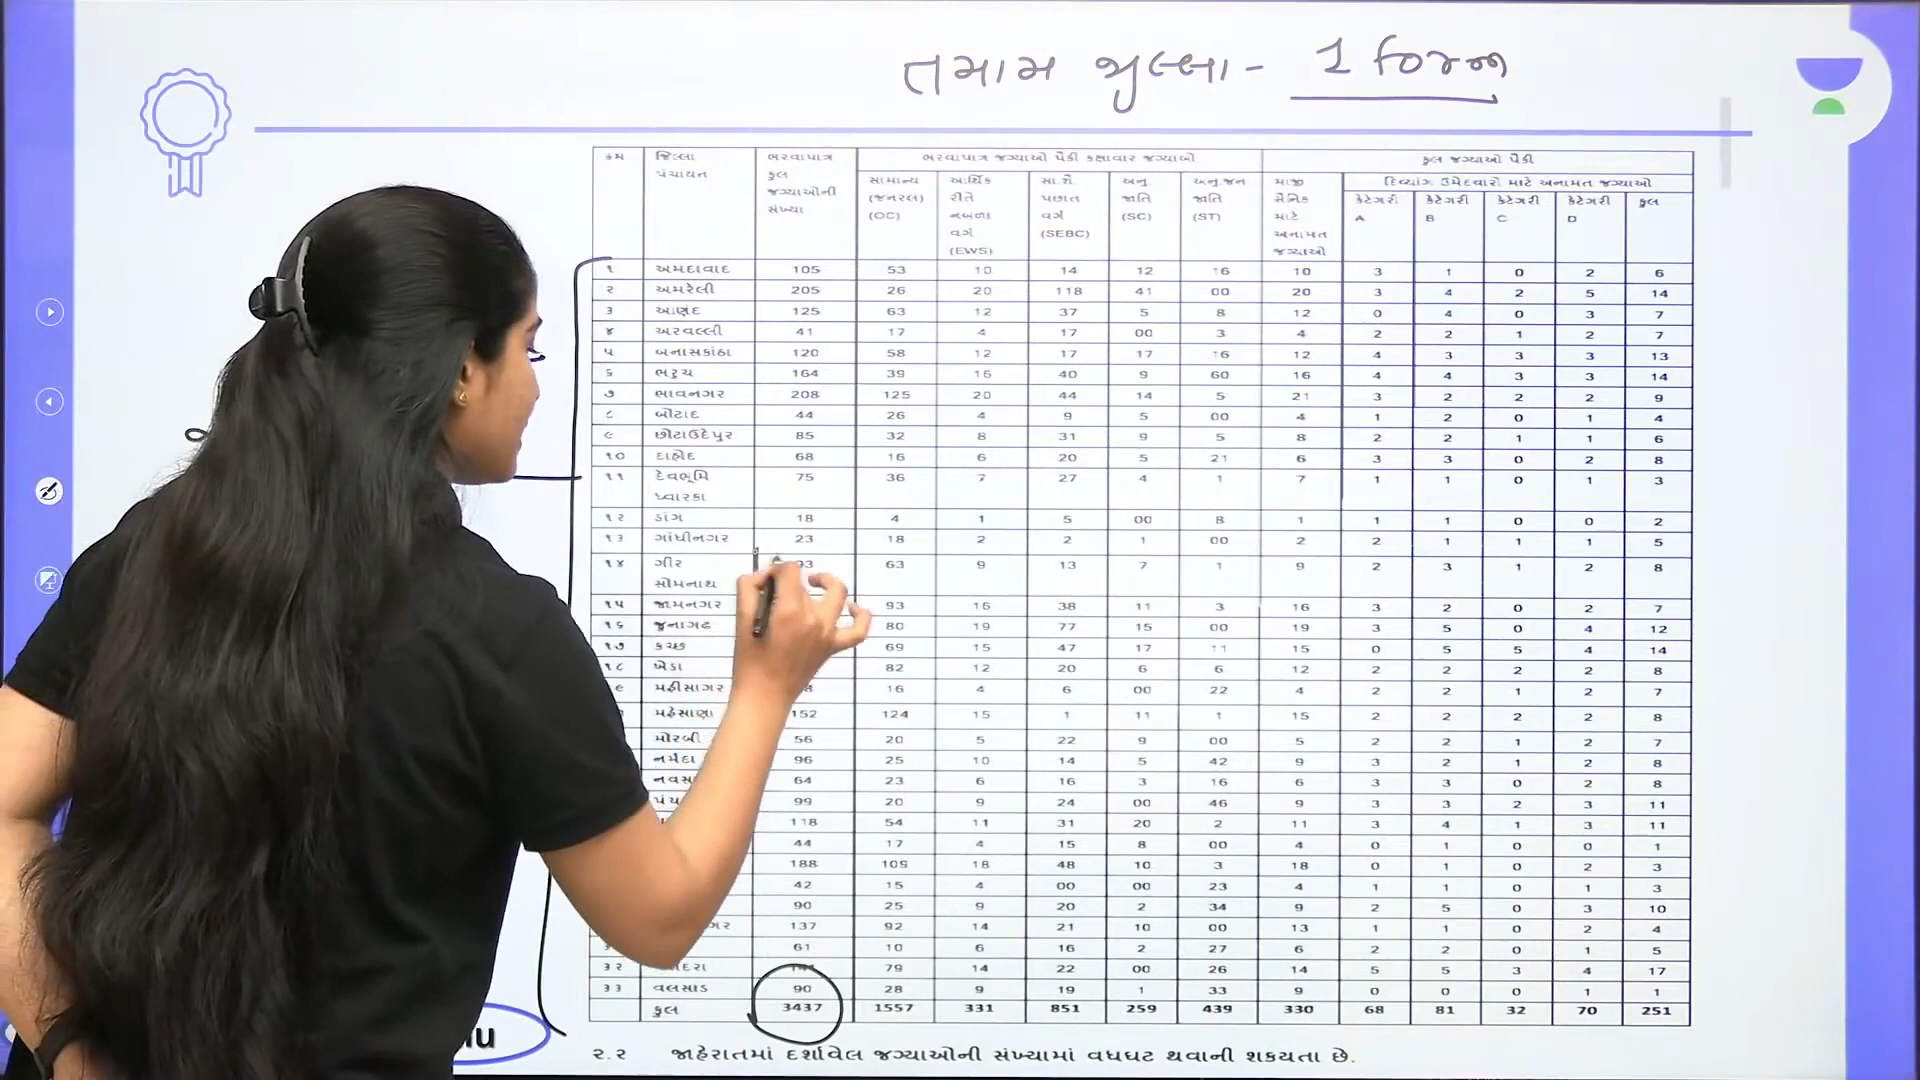 તમામ જીલ્લા - 1 form
ક્રમ જિલ્લા પંચાયત ભરવાપાત્ર કુલ જગ્યાઓની સંખ્યા ભરવાપાત્ર જગ્યાઓ પૈકી કક્ષાવાર જગ્યાઓ કુલ જગ્યાઓ પૈકી
સામાન્ય (જનરલ) (OC) આર્થિક રીતે નબળા વર્ગ (EWS) સા.શૈ. પછાત વર્ગ (SEBC) અનુ. જાતિ (SC) અનુ.જન જાતિ (ST) માજી સૈનિક માટે અનામત જગ્યાઓ દિવ્યાંગ ઉમેદવારો માટે અનામત જગ્યાઓ
કેટેગરી A કેટેગરી B કેટેગરી C કેટેગરી D કુલ
૧ અમદાવાદ 105 53 10 14 12 16 10 3 1 0 2 6
૨ અમરેલી 205 26 20 118 41 00 20 3 4 2 5 14
૩ આણંદ 125 63 12 37 5 8 12 0 4 0 3 7
૪ અરવલ્લી 41 17 4 17 00 3 4 2 2 1 2 7
૫ બનાસકાંઠા 120 58 12 17 17 16 12 4 3 3 3 13
૬ ભરુચ 164 39 16 40 9 60 16 4 4 3 3 14
૭ ભાવનગર 208 125 20 44 14 5 21 3 2 2 2 9
૮ બોટાદ 44 26 4 9 5 00 4 1 2 0 1 4
૯ છોટાઉદેપુર 85 32 8 31 9 5 8 2 2 1 1 6
૧૦ દાહોદ 68 16 6 20 5 21 6 3 3 0 2 8
૧૧ દેવભૂમિ ધ્વારકા 75 36 7 27 4 1 7 1 1 0 1 3
૧૨ ડાંગ 18 4 1 5 00 8 1 1 1 0 0 2
૧૩ ગાંધીનગર 23 18 2 2 1 00 2 2 1 1 1 5
૧૪ ગીર સોમનાથ 63 9 13 7 1 9 2 3 1 2 8
૧૫ જામનગર 93 16 38 11 3 16 3 2 0 2 7
૧૬ જુનાગઢ 80 19 77 15 00 19 3 5 0 4 12
૧૭ કચ્છ 69 15 47 17 11 15 0 5 5 4 14
૧૮ ખેડા 82 12 20 6 6 12 2 2 2 2 8
મહીસાગર 16 4 6 00 22 4 2 2 1 2 7
મહેસાણા 152 124 15 1 11 1 15 2 2 2 2 8
મોરબી 56 20 5 22 9 00 5 2 2 1 2 7
નર્મદા 96 25 10 14 5 42 9 3 2 1 2 8
64 23 6 16 3 16 6 3 3 0 2 8
99 20 9 24 00 46 9 3 3 2 3 11
118 54 11 31 20 2 11 3 4 1 3 11
44 17 4 15 8 00 4 0 1 0 0 1
188 109 18 48 10 3 18 0 1 0 2 3
42 15 4 00 00 23 4 1 1 0 1 3
90 25 9 20 2 34 9 2 5 0 3 10
137 92 14 21 10 00 13 1 1 0 2 4
61 10 6 16 2 27 6 2 2 0 1 5
૩૨ 79 14 22 00 26 14 5 5 3 4 17
૩૩ વલસાડ 90 28 9 19 1 33 9 0 0 0 1 1
કુલ 3437 1557 331 851 259 439 330 68 81 32 70 251
૨.૨ જાહેરાતમાં દર્શાવેલ જગ્યાઓની સંખ્યામાં વધઘટ થવાની શકયતા છે.